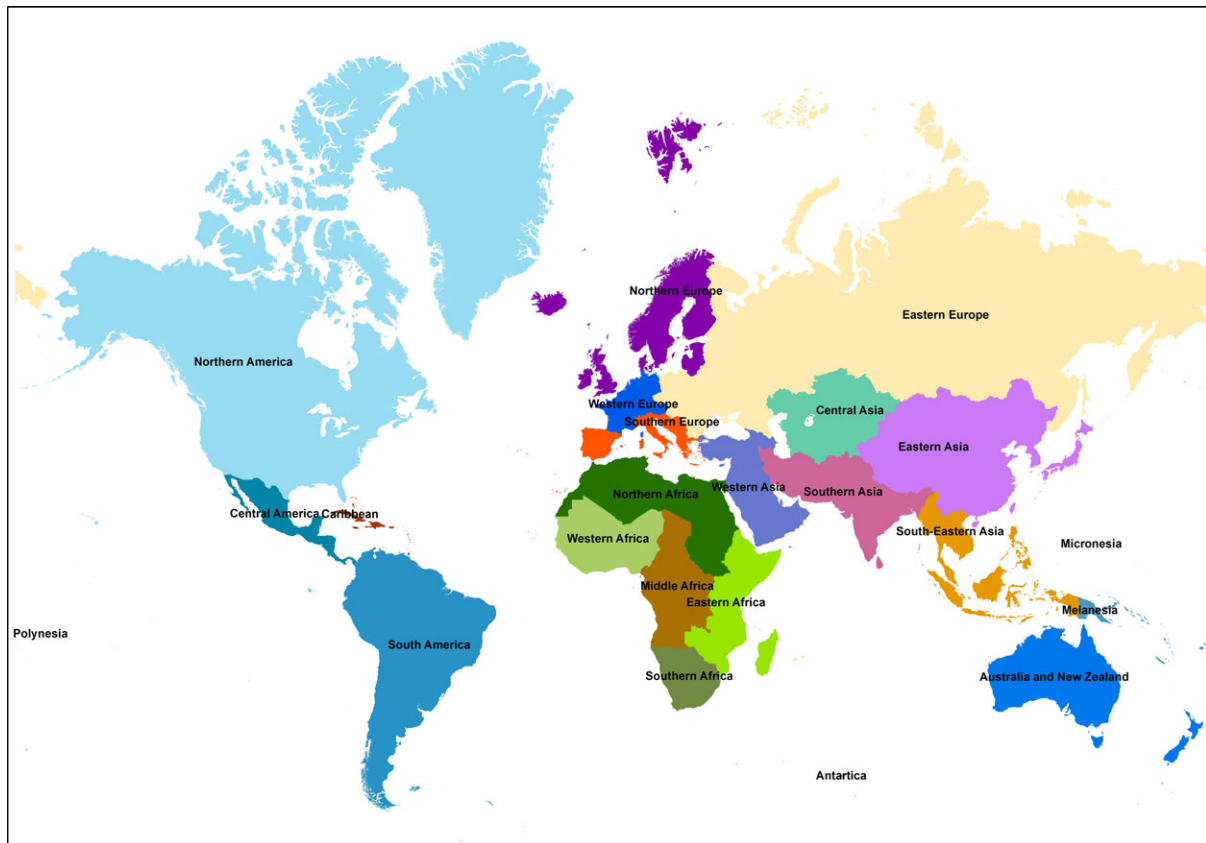 Northern Europe
Eastern Europe
Northern America
Western Europe
Central Asia
Southern Europe
Eastern Asia
Northern Africa
Western Asia
Southern Asia
Central America
Caribbean
South-Eastern Asia
Western Africa
Micronesia
Middle Africa
Eastern Africa
Melanesia
Polynesia
South America
Southern Africa
Australia and New Zealand
Antartica